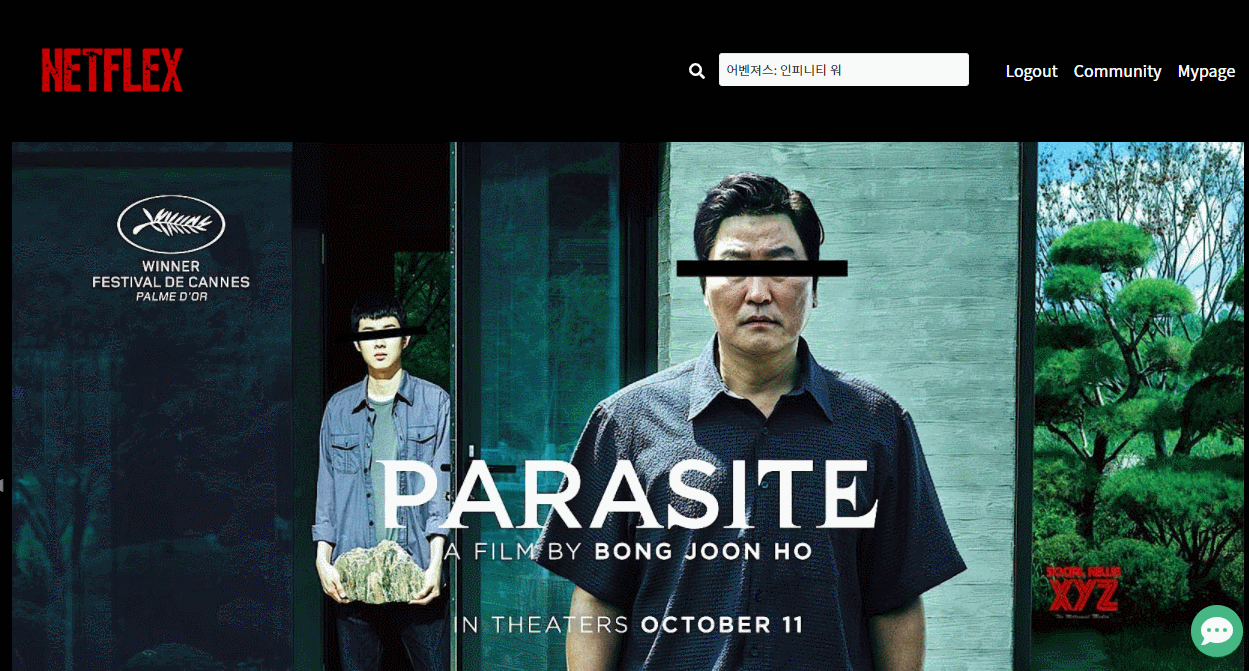 NETFLEX
어벤져스: 인피니티 워
Logout Community Mypage
WINNER
FESTIVAL DE CANNES
PALME D'OR
PARASITE
A FILM BY BONG JOON HO
IN THEATERS OCTOBER 11
SOCIAL NEWS
XYZ